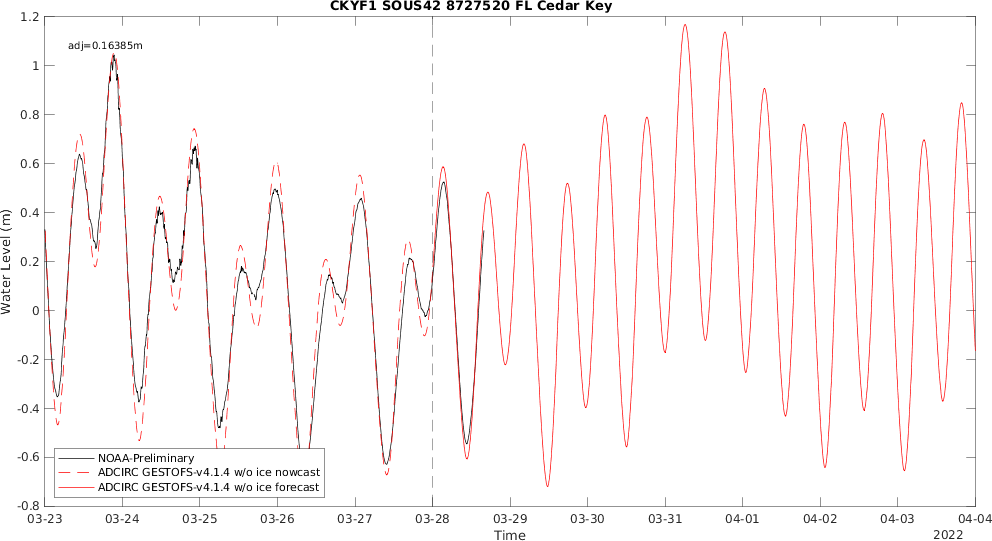 CKYF1 SOUS42 8727520 FL Cedar Key
adj=0.16385m
Water Level (m)
1.2
1
0.8
0.6
0.4
0.2
0
-0.2
-0.4
-0.6
-0.8
NOAA-Preliminary
ADCIRC GESTOFS-v4.1.4 w/o ice nowcast
ADCIRC GESTOFS-v4.1.4 w/o ice forecast
03-23 03-24 03-25 03-26 03-27 03-28 03-29 03-30 03-31 04-01 04-02 04-03 04-04
Time
2022